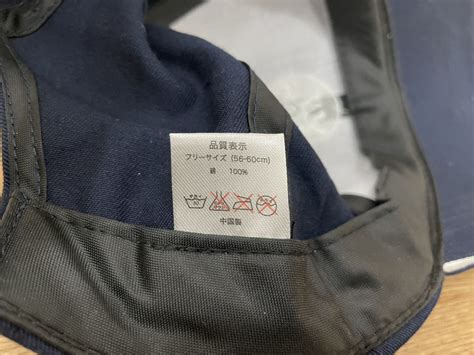 品質表示
フリーサイズ (56-60cm)
綿 100%
中国製